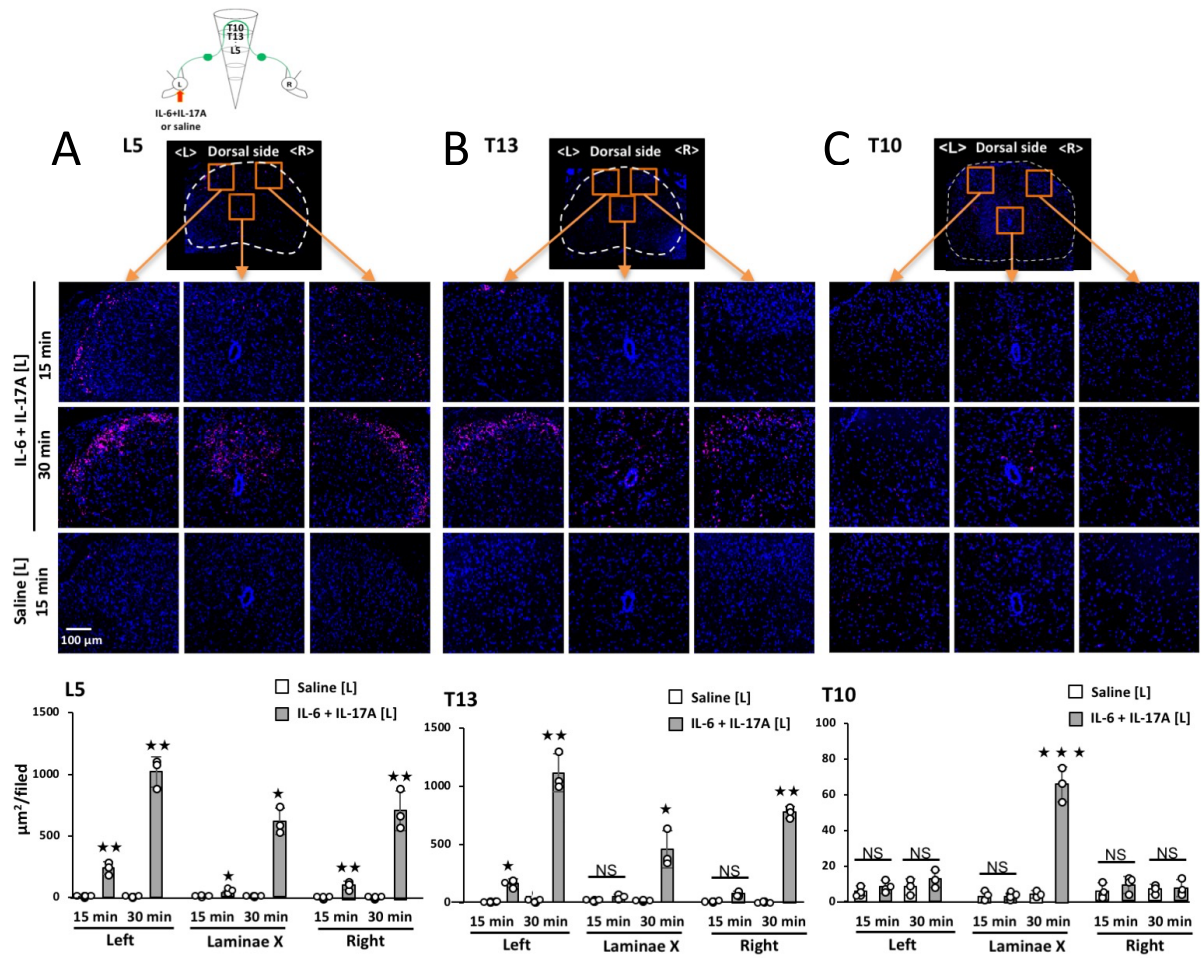 T10
T13
L5
L
R
IL-6+IL-17A
or saline
A
L5
<L> Dorsal side <R>
B
T13
<L> Dorsal side <R>
C
T10
<L> Dorsal side <R>
IL-6 + IL-17A [L]
15 min
30 min
Saline [L]
15 min
100 μm
L5
Saline [L]
IL-6 + IL-17A [L]
μm²/filed
1500
1000
500
0
★★
★★
★
★
★★
★★
15 min 30 min 15 min 30 min 15 min 30 min
Left Laminae X Right
T13
Saline [L]
IL-6 + IL-17A [L]
1500
1000
500
0
★
★★
NS
★
NS
★★
15 min 30 min 15 min 30 min 15 min 30 min
Left Laminae X Right
T10
Saline [L]
IL-6 + IL-17A [L]
100
80
60
40
20
0
NS NS
NS
★★★
NS NS
15 min 30 min 15 min 30 min 15 min 30 min
Left Laminae X Right